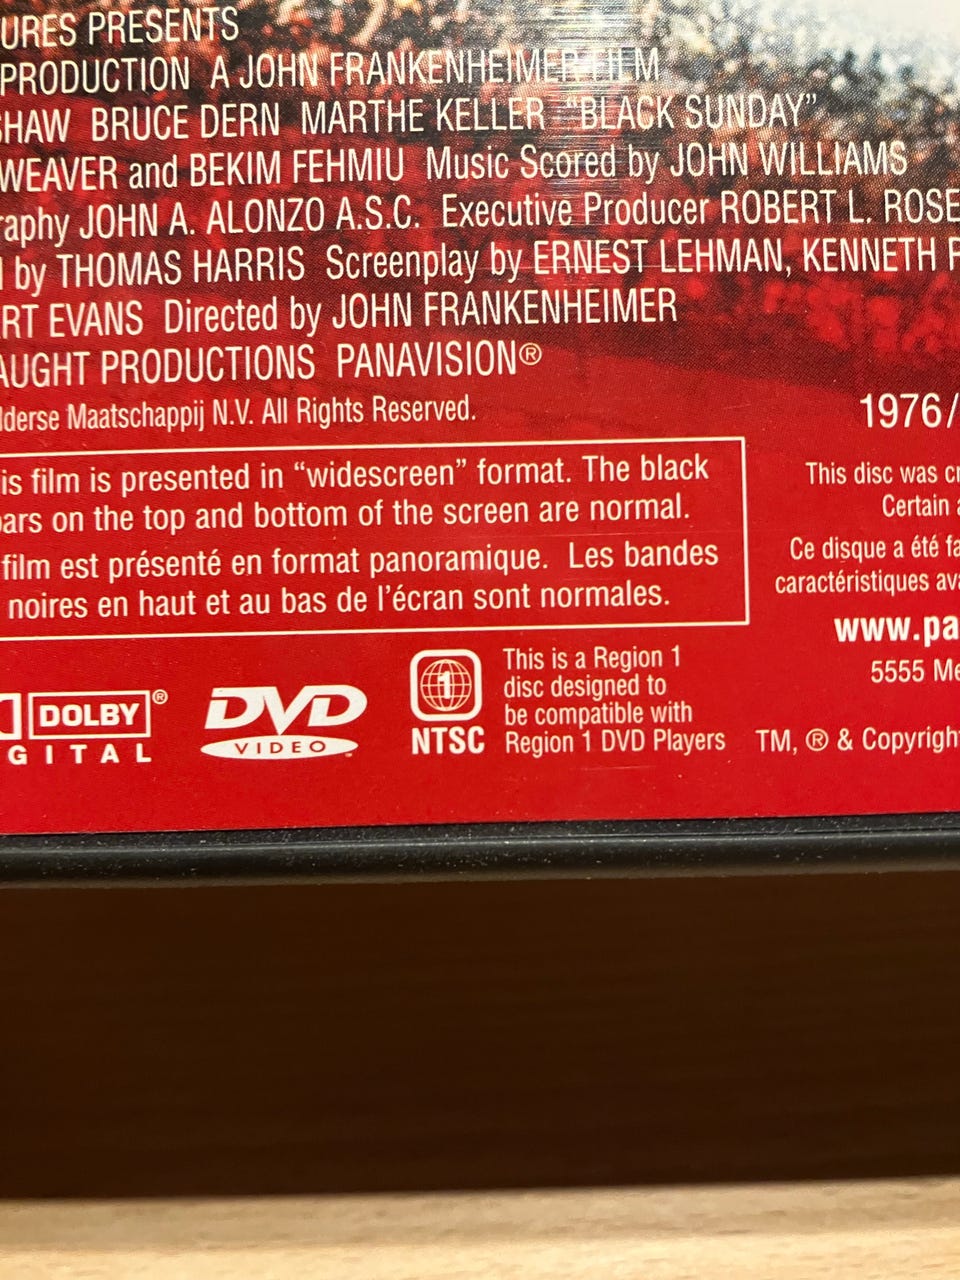 URES PRESENTS
PRODUCTION A JOHN FRANKENHEIMER FILM
SHAW BRUCE DERN MARTHE KELLER "BLACK SUNDAY"
WEAVER and BEKIM FEHMIU Music Scored by JOHN WILLIAMS
raphy JOHN A. ALONZO A.S.C. Executive Producer ROBERT L. ROSE
by THOMAS HARRIS Screenplay by ERNEST LEHMAN, KENNETH R
RT EVANS Directed by JOHN FRANKENHEIMER
AUGHT PRODUCTIONS PANAVISION®
lderse Maatschappij N.V. All Rights Reserved.
1976/
is film is presented in "widescreen" format. The black
bars on the top and bottom of the screen are normal.
film est présenté en format panoramique. Les bandes
noires en haut et au bas de l'écran sont normales.
This disc was cr
Certain a
Ce disque a été fa
caractéristiques ava
www.pa
5555 Me
DOLBY®
GITAL
DVD
VIDEO
1
NTSC
This is a Region 1
disc designed to
be compatible with
Region 1 DVD Players
TM, ® & Copyright